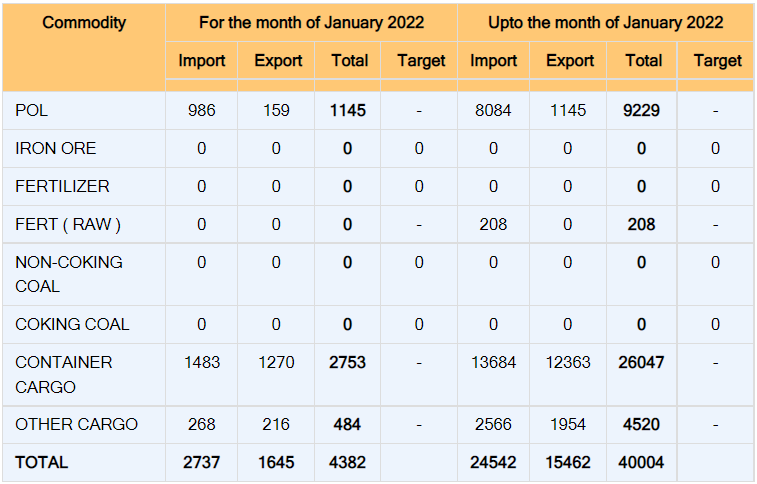 Commodity For the month of January 2022 Upto the month of January 2022
Import Export Total Target Import Export Total Target
POL 986 159 1145 - 8084 1145 9229 -
IRON ORE 0 0 0 0 0 0 0 0
FERTILIZER 0 0 0 0 0 0 0 0
FERT ( RAW ) 0 0 0 - 208 0 208 -
NON-COKING 0 0 0 0 0 0 0 0
COAL
COKING COAL 0 0 0 0 0 0 0 0
CONTAINER 1483 1270 2753 - 13684 12363 26047 -
CARGO
OTHER CARGO 268 216 484 - 2566 1954 4520 -
TOTAL 2737 1645 4382 24542 15462 40004